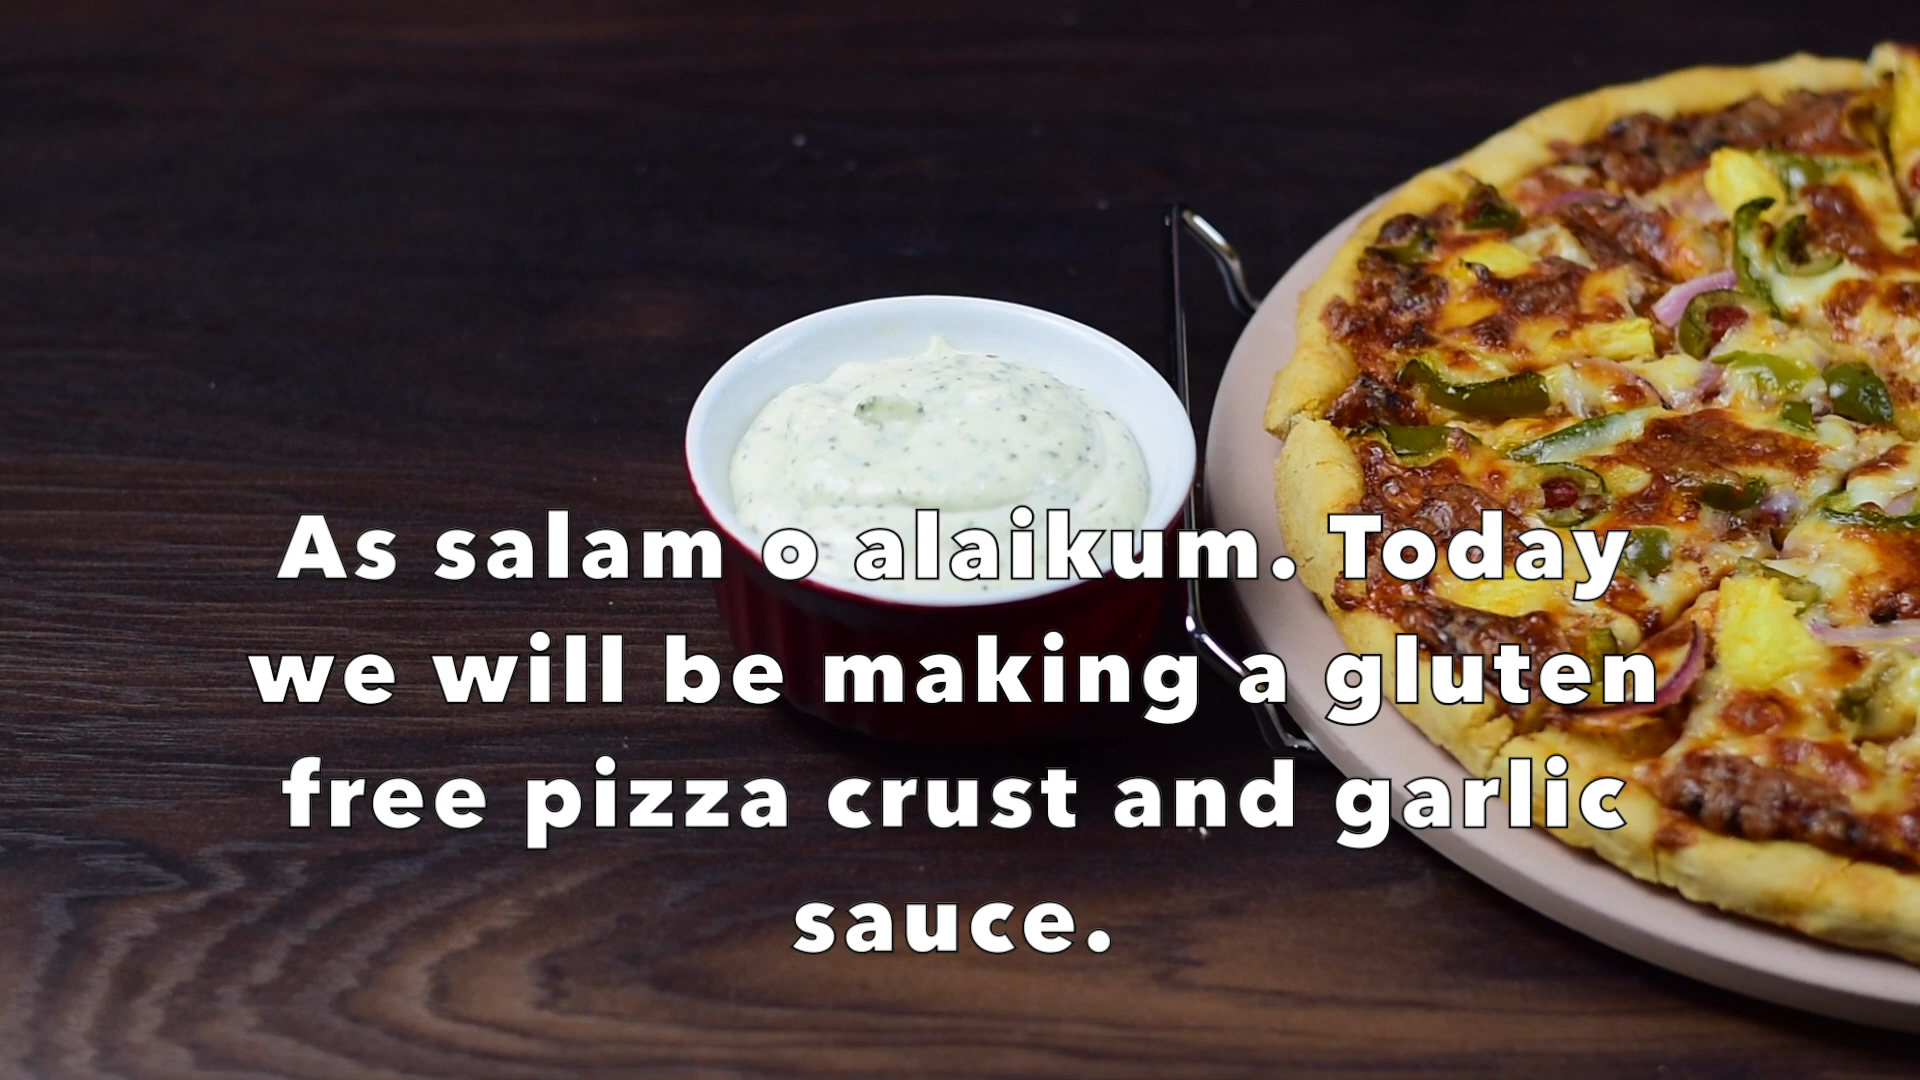 As salam o alaikum. Today
we will be making a gluten
free pizza crust and garlic
sauce.